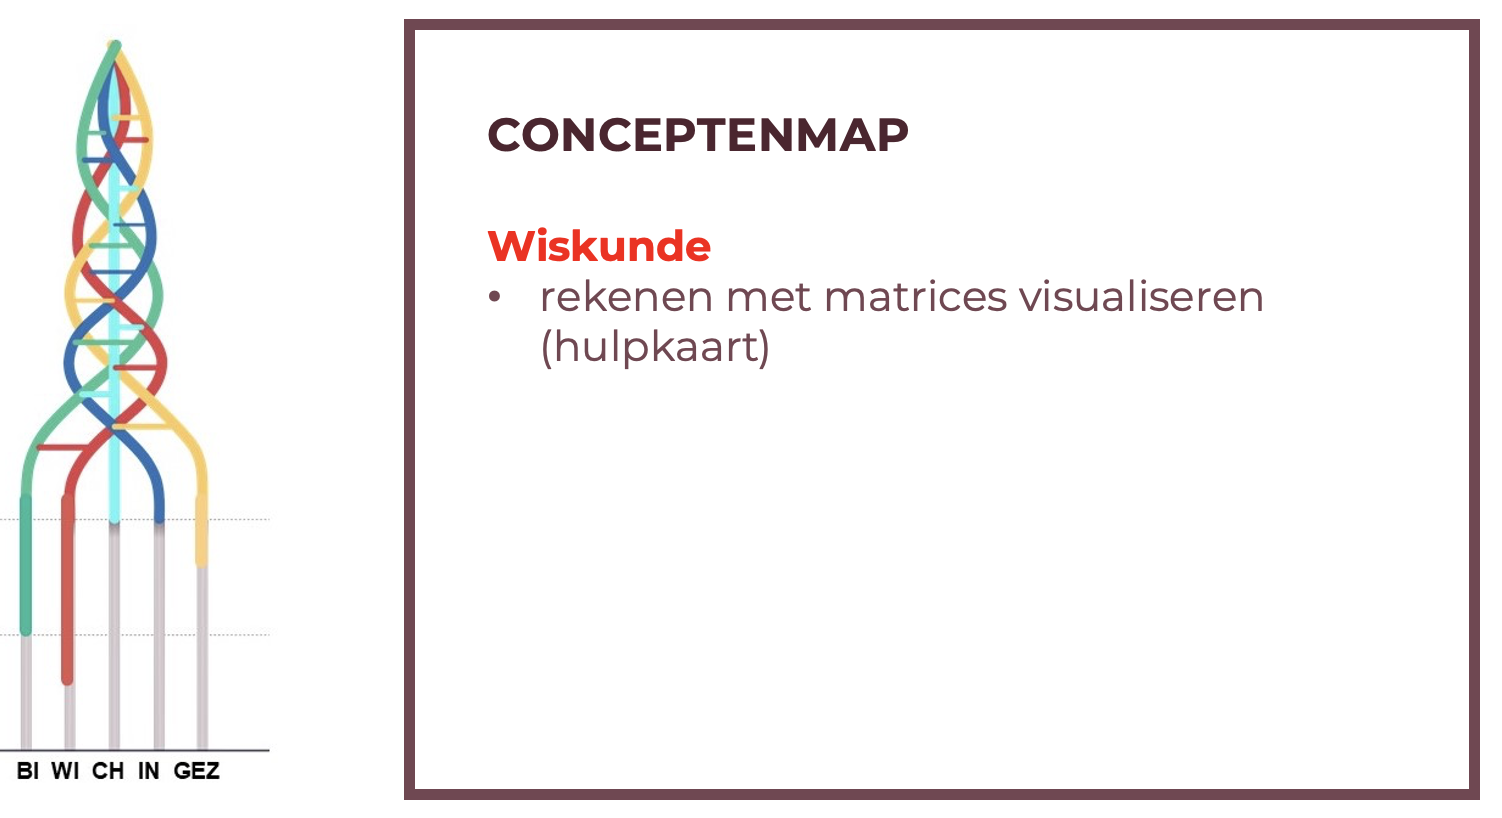 CONCEPTENMAP
Wiskunde
• rekenen met matrices visualiseren
(hulpkaart)
BI WI CH IN GEZ